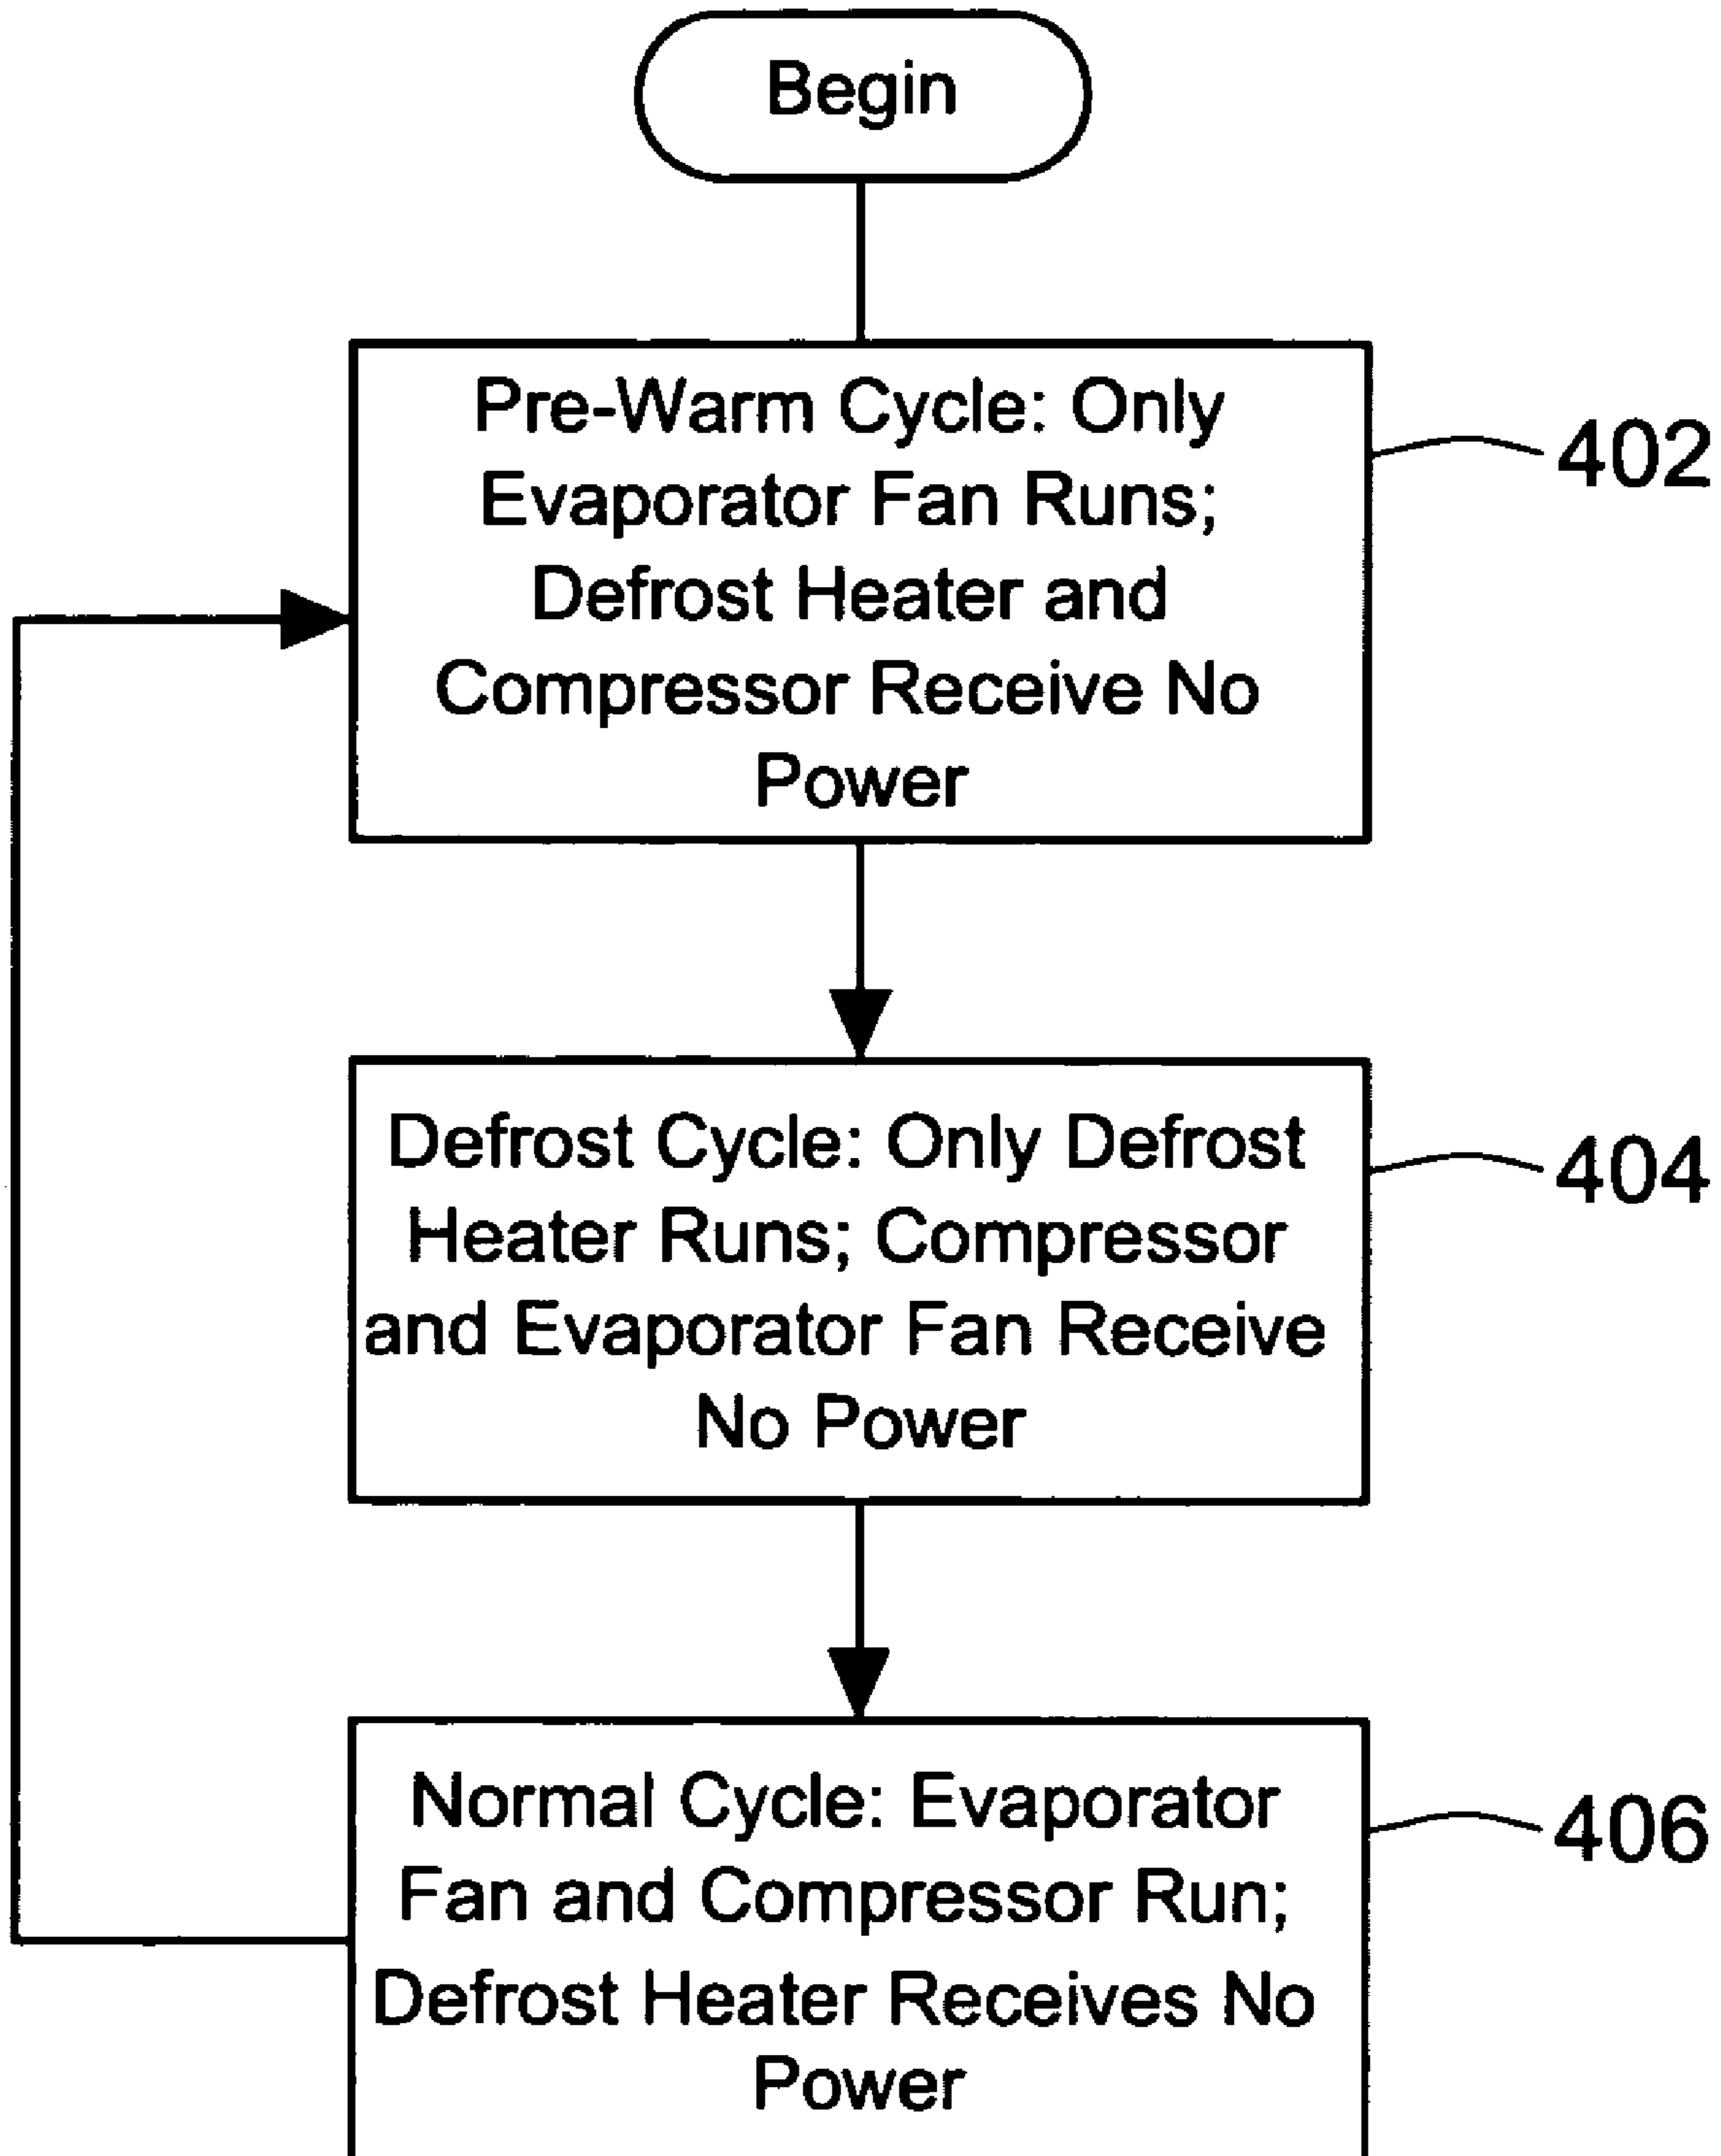 Begin
Pre-Warm Cycle: Only
Evaporator Fan Runs;
Defrost Heater and
Compressor Receive No
Power
402
Defrost Cycle: Only Defrost
Heater Runs; Compressor
and Evaporator Fan Receive
No Power
404
Normal Cycle: Evaporator
Fan and Compressor Run;
Defrost Heater Receives No
Power
406